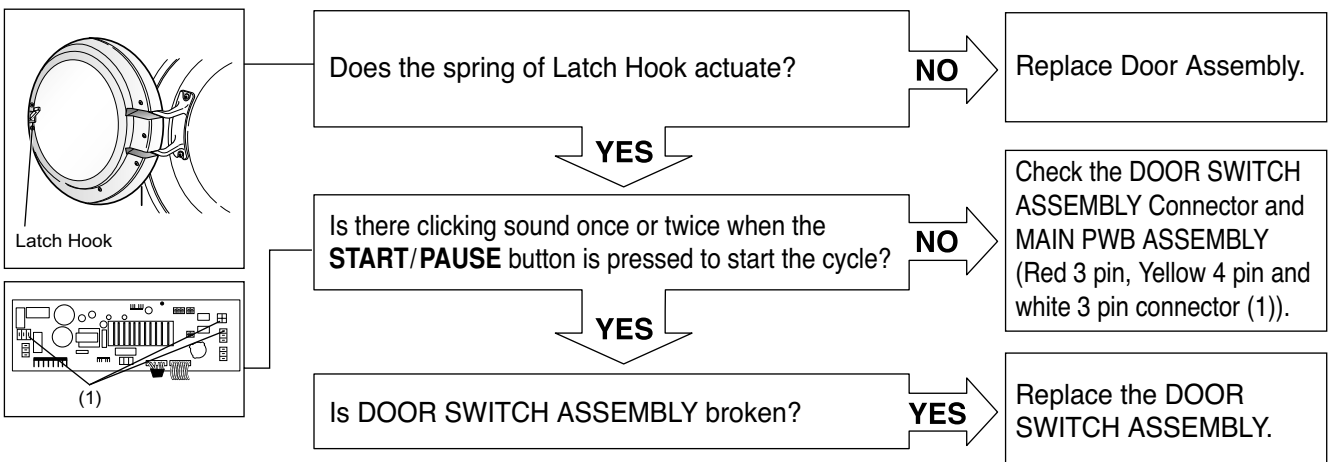 Latch Hook
Does the spring of Latch Hook actuate?
NO
Replace Door Assembly.
YES
Is there clicking sound once or twice when the
START/PAUSE button is pressed to start the cycle?
NO
Check the DOOR SWITCH
ASSEMBLY Connector and
MAIN PWB ASSEMBLY
(Red 3 pin, Yellow 4 pin and
white 3 pin connector (1)).
(1)
YES
Is DOOR SWITCH ASSEMBLY broken?
YES
Replace the DOOR
SWITCH ASSEMBLY.